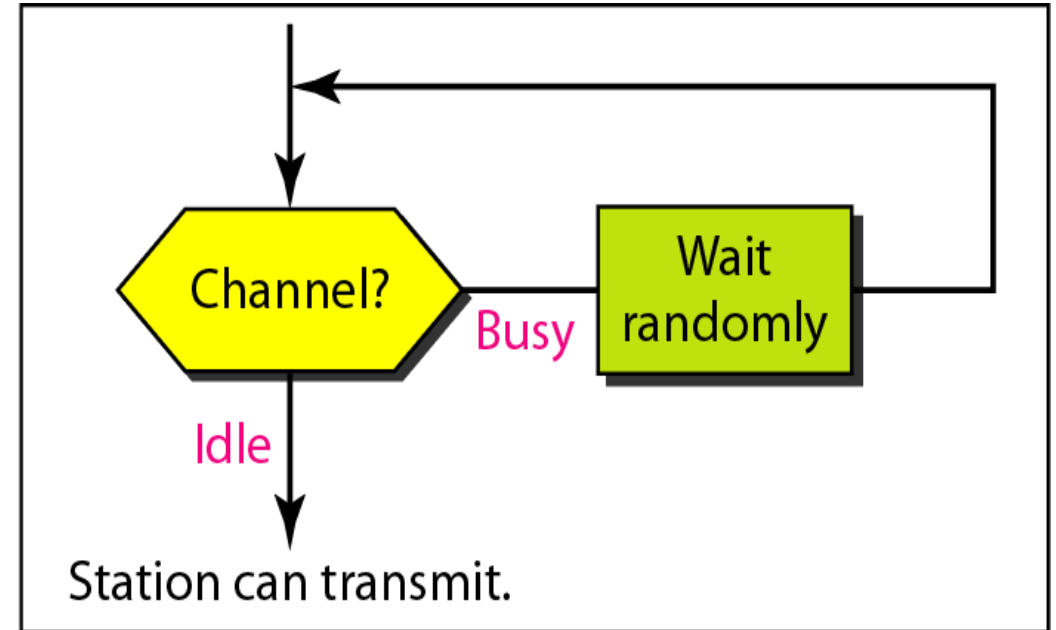 Channel?
Busy
Wait
randomly
Idle
Station can transmit.